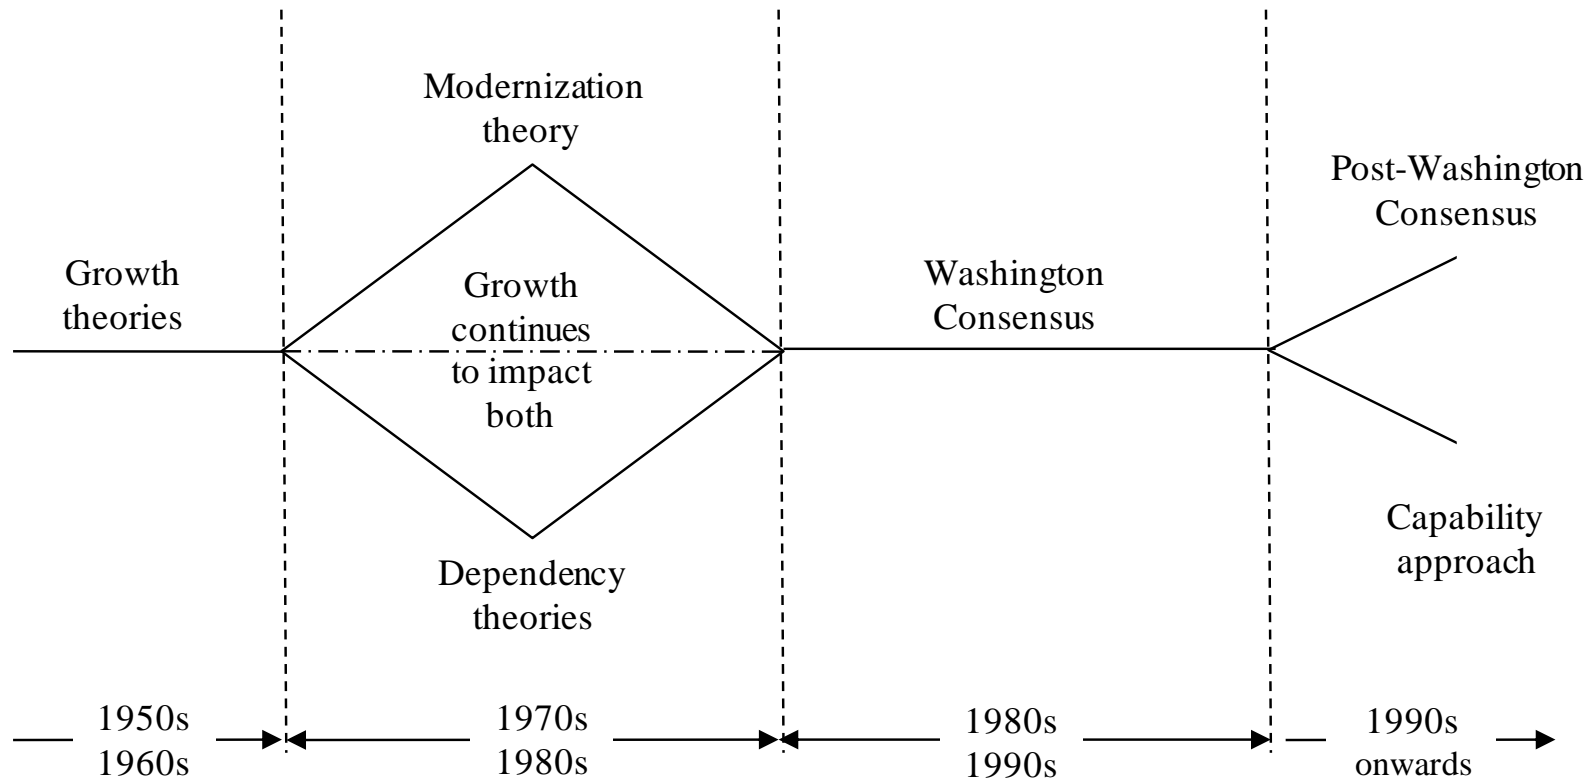 Modernization
theory
Post-Washington
Consensus
Growth
theories
Growth
continues
to impact
both
Washington
Consensus
Capability
approach
Dependency
theories
1950s
1960s
1970s
1980s
1980s
1990s
1990s
onwards